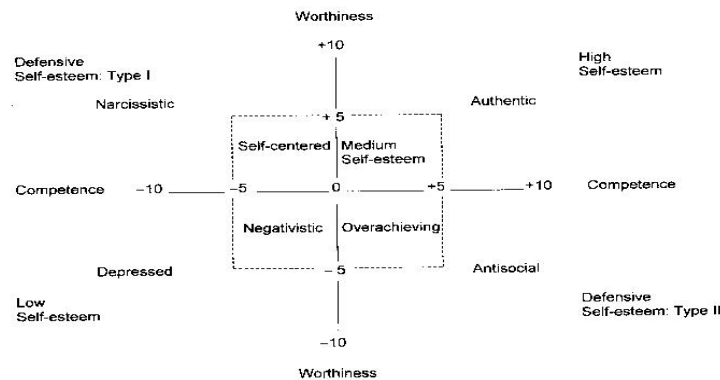 Worthiness
+10
Defensive
Self-esteem: Type I
High
Self-esteem
Narcissistic
Authentic
+ 5
Self-centered
Medium
Self-esteem
Competence
−10
−5
0
+5
+10
Competence
Negativistic
Overachieving
Depressed
− 5
Antisocial
Low
Self-esteem
Defensive
Self-esteem: Type II
−10
Worthiness